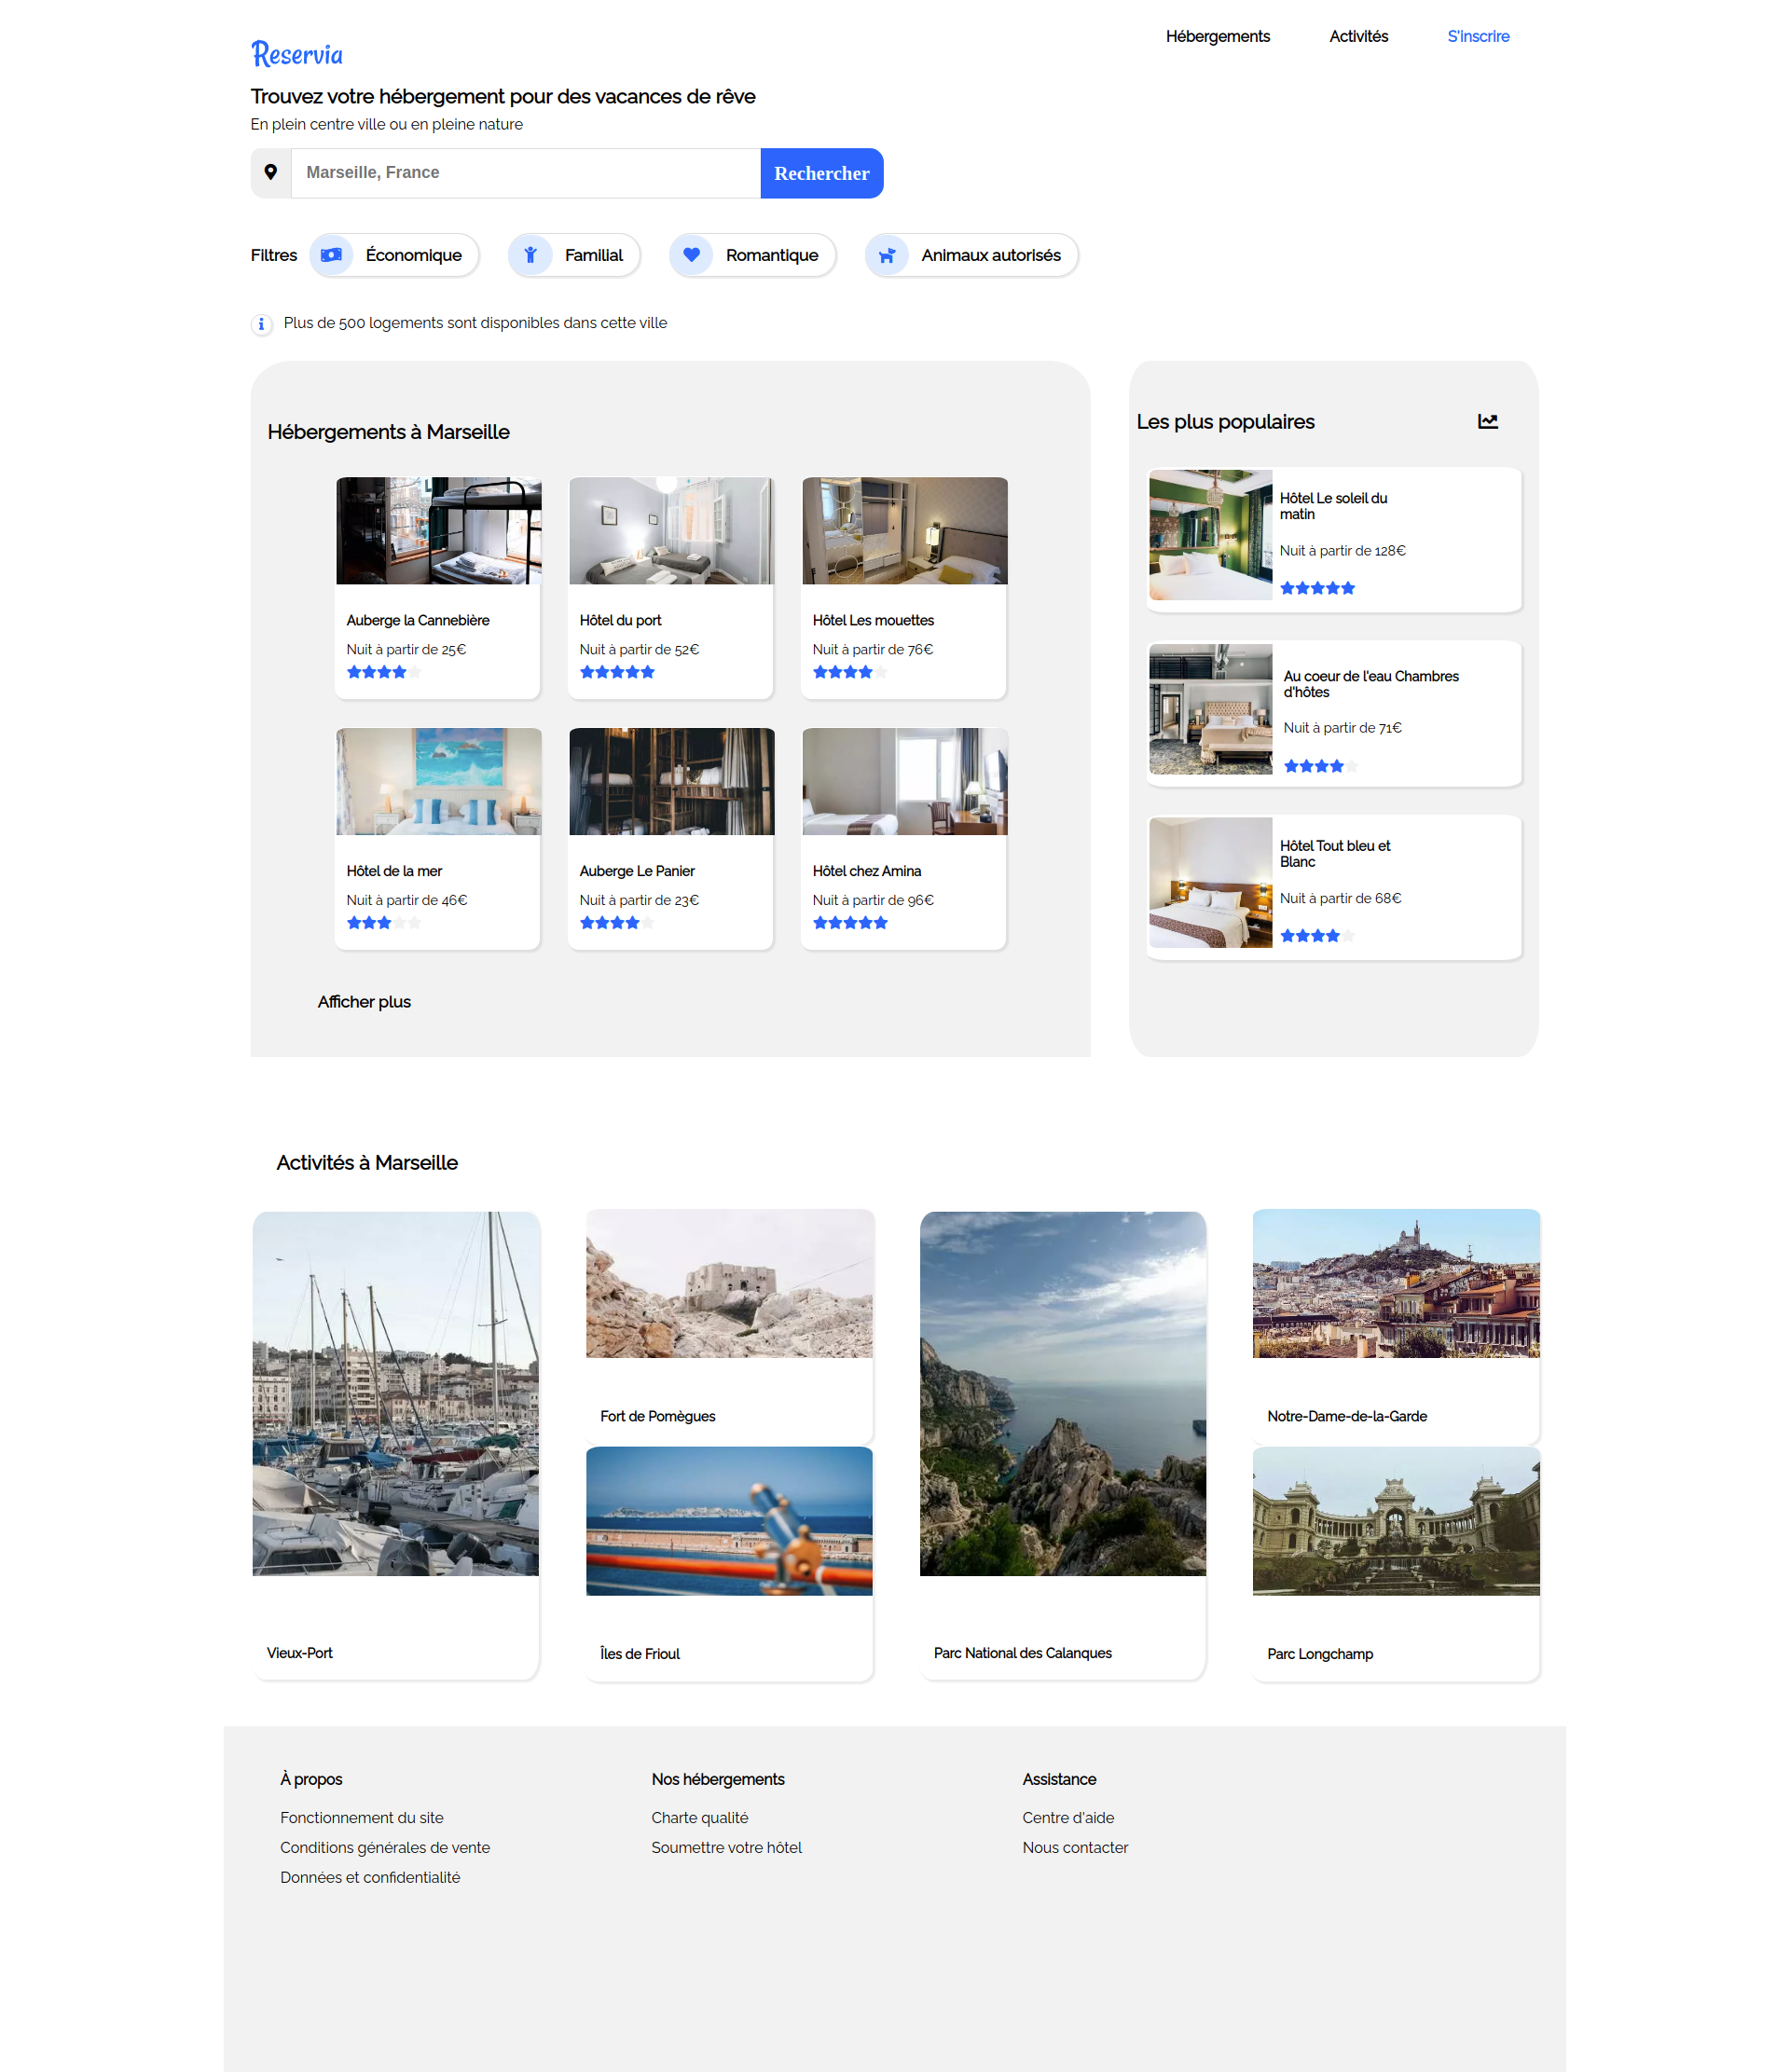 Reservia
Hébergements
Activités
S'inscrire
Trouvez votre hébergement pour des vacances de rêve
En plein centre ville ou en pleine nature
Marseille, France
Rechercher
Filtres
Économique
Familial
Romantique
Animaux autorisés
Plus de 500 logements sont disponibles dans cette ville
Hébergements à Marseille
Auberge la Cannebière
Nuit à partir de 25€
Hôtel du port
Nuit à partir de 52€
Hôtel Les mouettes
Nuit à partir de 76€
Hôtel de la mer
Nuit à partir de 46€
Auberge Le Panier
Nuit à partir de 23€
Hôtel chez Amina
Nuit à partir de 96€
Afficher plus
Les plus populaires
Hôtel Le soleil du
matin
Nuit à partir de 128€
Au coeur de l'eau Chambres
d'hôtes
Nuit à partir de 71€
Hôtel Tout bleu et
Blanc
Nuit à partir de 68€
Activités à Marseille
Vieux-Port
Fort de Pomègues
Îles de Frioul
Parc National des Calanques
Notre-Dame-de-la-Garde
Parc Longchamp
À propos
Fonctionnement du site
Conditions générales de vente
Données et confidentialité
Nos hébergements
Charte qualité
Soumettre votre hôtel
Assistance
Centre d'aide
Nous contacter